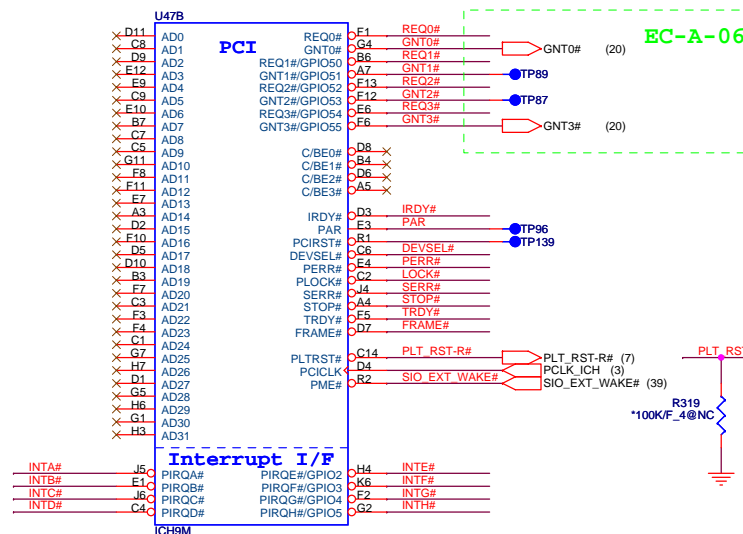 U47B
PCI
EC-A-06
D11 AD0 REQ0# F1 REQ0#
C8 AD1 GNT0# G4 GNT0# GNT0# (20)
D9 AD2 REQ1#/GPIO50 B6 REQ1#
E12 AD3 GNT1#/GPIO51 A7 GNT1# TP89
E9 AD4 REQ2#/GPIO52 F13 REQ2#
C9 AD5 GNT2#/GPIO53 F12 GNT2# TP87
E10 AD6 REQ3#/GPIO54 E6 REQ3#
B7 AD7 GNT3#/GPIO55 F6 GNT3# GNT3# (20)
C7 AD8
C5 AD9 C/BE0# D8
G11 AD10 C/BE1# B4
F8 AD11 C/BE2# D6
F11 AD12 C/BE3# A5
E7 AD13
A3 AD14 IRDY# D3 IRDY#
D2 AD15 PAR E3 PAR TP96
F10 AD16 PCIRST# R1 TP139
D5 AD17 DEVSEL# C6 DEVSEL#
D10 AD18 PERR# E4 PERR#
B3 AD19 PLOCK# C2 LOCK#
F7 AD20 SERR# J4 SERR#
C3 AD21 STOP# A4 STOP#
F3 AD22 TRDY# F5 TRDY#
F4 AD23 FRAME# D7 FRAME#
C1 AD24
G7 AD25 PLTRST# C14 PLT_RST-R# PLT_RST-R# (7)
H7 AD26 PCICLK D4 PCLK_ICH (3)
D1 AD27 PME# R2 SIO_EXT_WAKE# SIO_EXT_WAKE# (39)
G5 AD28
H6 AD29
G1 AD30
H3 AD31
PLT_RST
R319
*100K/F_4@NC
Interrupt I/F
INTA# J5 PIRQA# PIRQE#/GPIO2 H4 INTE#
INTB# E1 PIRQB# PIRQF#/GPIO3 K6 INTF#
INTC# J6 PIRQC# PIRQG#/GPIO4 F2 INTG#
INTD# C4 PIRQD# PIRQH#/GPIO5 G2 INTH#
ICH9M